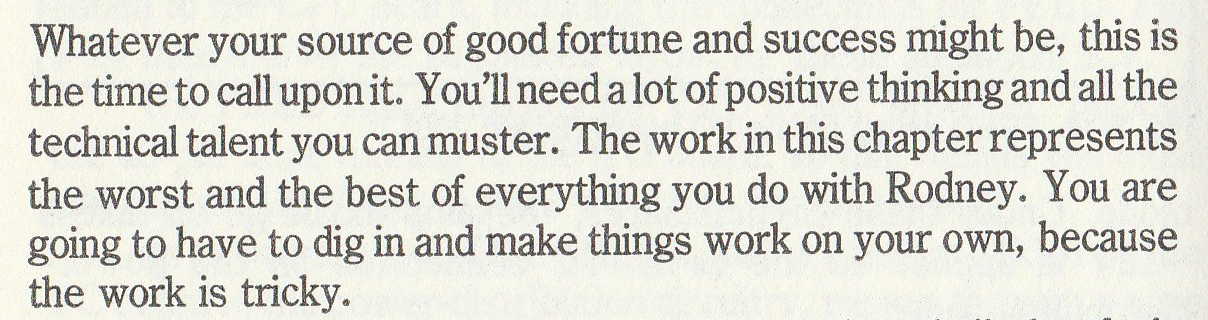 Whatever your source of good fortune and success might be, this is
the time to call upon it. You'll need a lot of positive thinking and all the
technical talent you can muster. The work in this chapter represents
the worst and the best of everything you do with Rodney. You are
going to have to dig in and make things work on your own, because
the work is tricky.